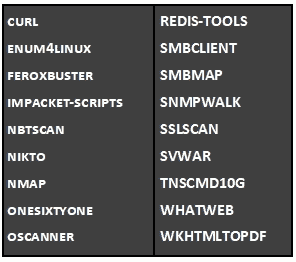 CURL
ENUM4LINUX
FEROXBUSTER
IMPACKET-SCRIPTS
NBTSCAN
NIKTO
NMAP
ONESIXTYONE
OSCANNER
REDIS-TOOLS
SMBCLIENT
SMBMAP
SNMPWALK
SSLSCAN
SVWAR
TNSCMD10G
WHATWEB
WKHTMLTOPDF